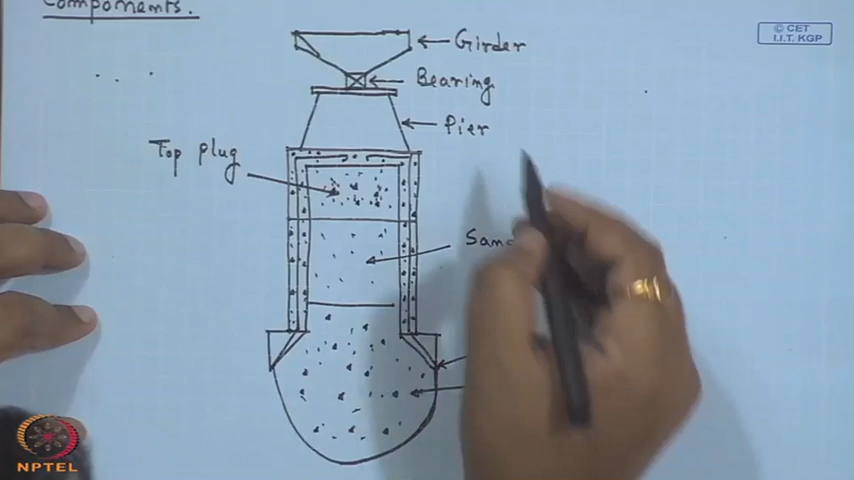 Components.
© CET
I.I.T. KGP
Girder
Bearing
Pier
Top plug
NPTEL